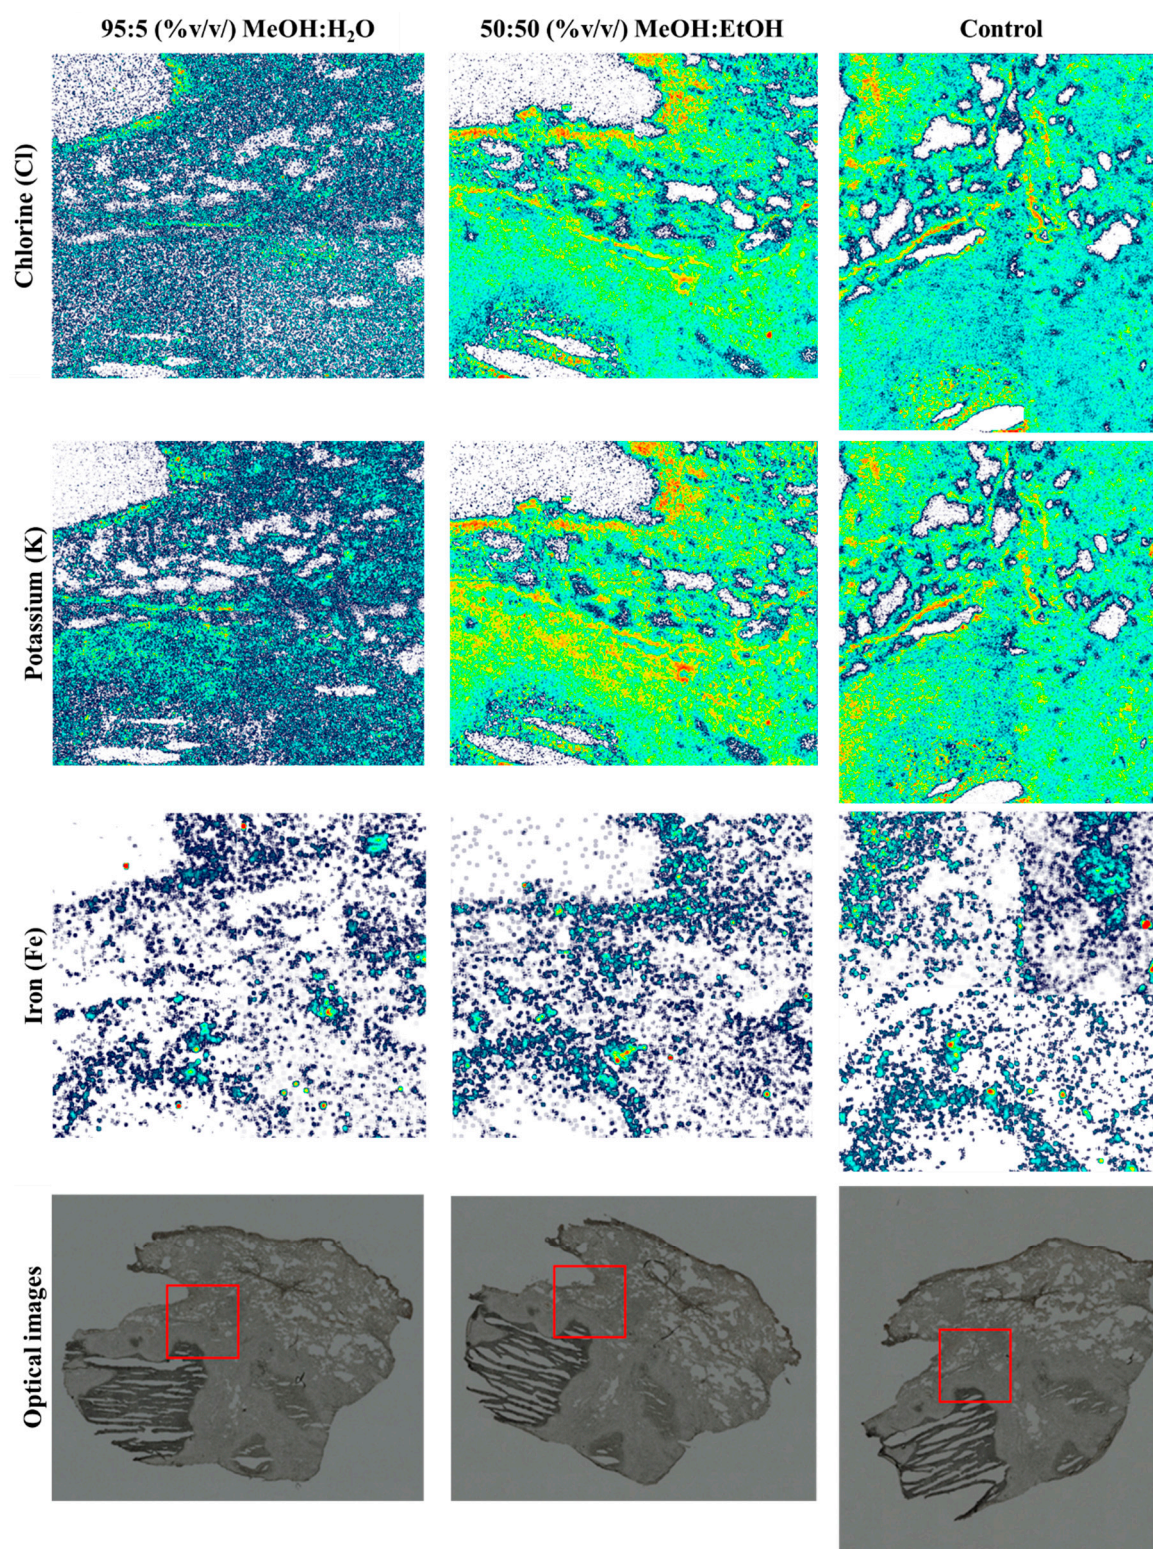 95:5 (%v/v/) MeOH:H₂O
50:50 (%v/v/) MeOH:EtOH
Control
Chlorine (Cl)
Potassium (K)
Iron (Fe)
Optical images